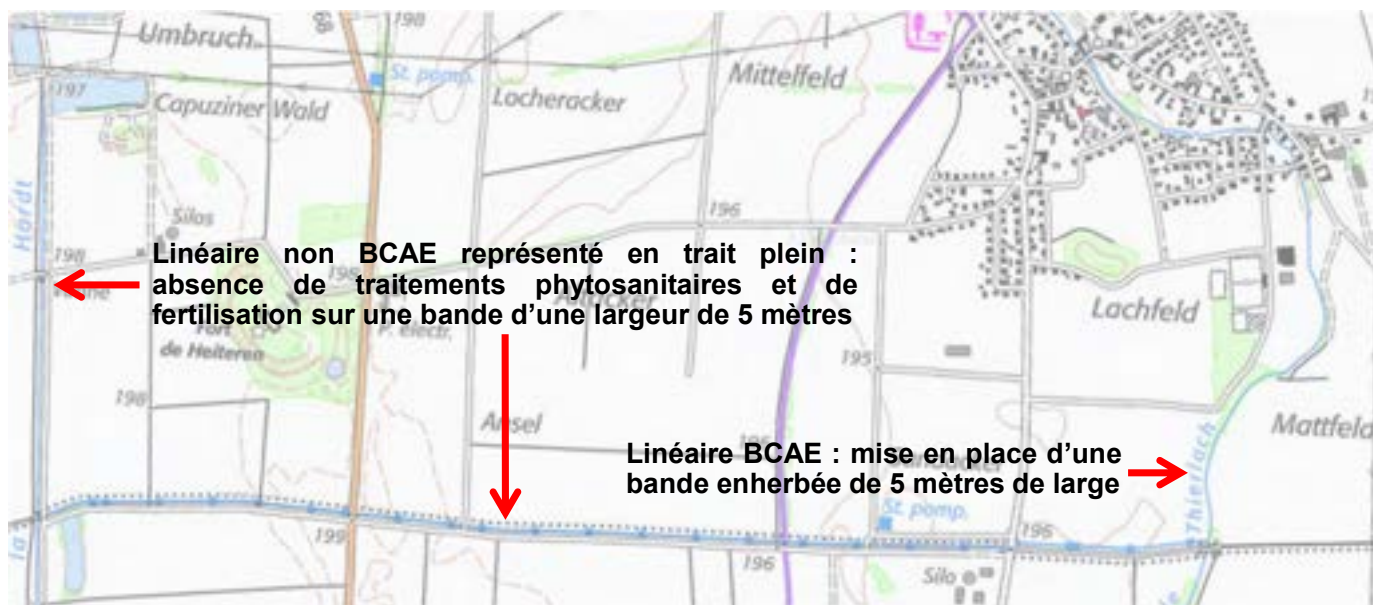 198
Umbruch
St. pomp.
Mittelfeld
Locheracker
197
Capuziner Wald
Hardt
Silos
196
198
Linéaire non BCAE représenté en trait plein :
absence de traitements phytosanitaires et de
fertilisation sur une bande d’une largeur de 5 mètres
Lachfeld
Fort
de Heiteren
P. électr.
195
198
Ansel
Mattfeld
Linéaire BCAE : mise en place d’une
bande enherbée de 5 mètres de large
Thierlach
St. pomp.
199
196
196
Silo